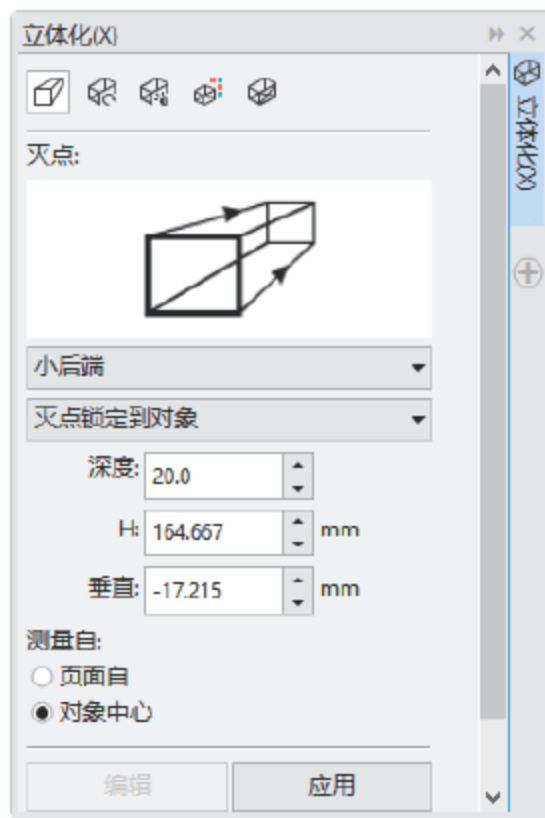 立体化(X)
立体化(X)
灭点:
小后端
灭点锁定到对象
深度: 20.0
H: 164.667 mm
垂直: -17.215 mm
测量自:
页面自
对象中心
编辑 应用